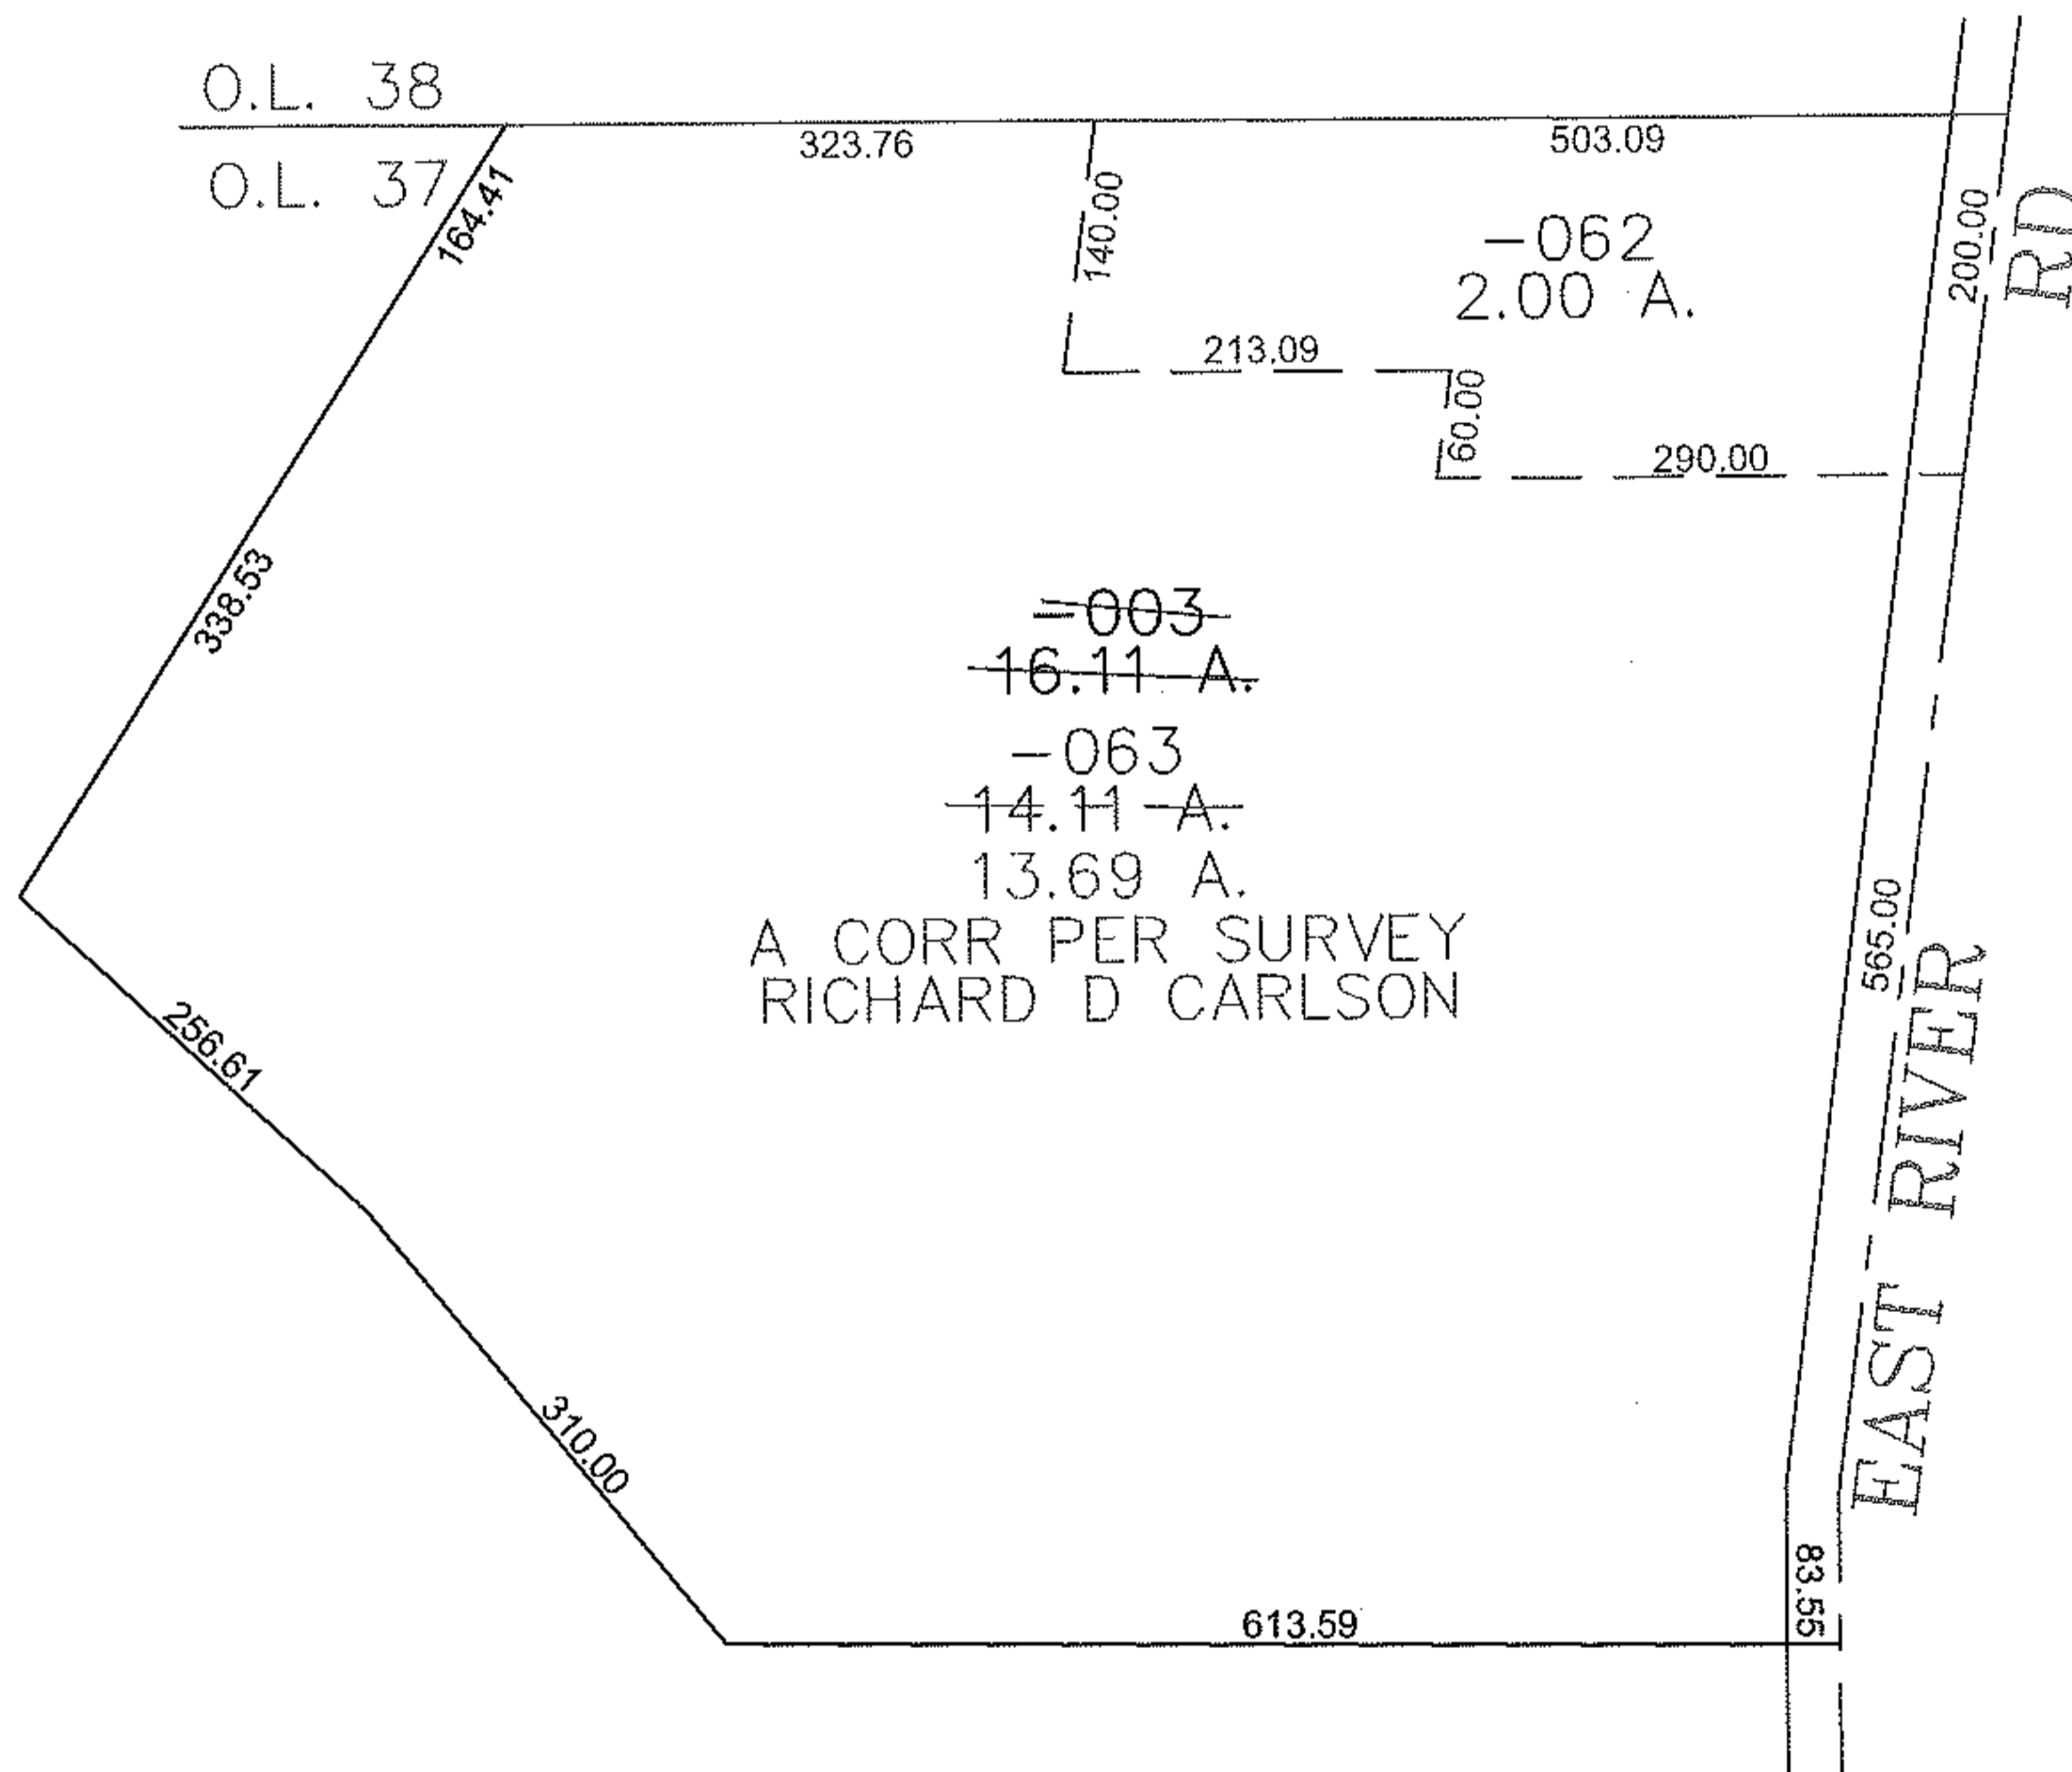 O.L. 38
O.L. 37
323.76
503.09
164.41
140.00
-062
2.00 A.
200.00
RD
213.09
60.00
290.00
338.53
-003
16.11 A.
-063
14.11 A.
13.69 A.
A CORR PER SURVEY
RICHARD D CARLSON
565.00
EAST RIVER
256.61
310.00
613.59
83.55